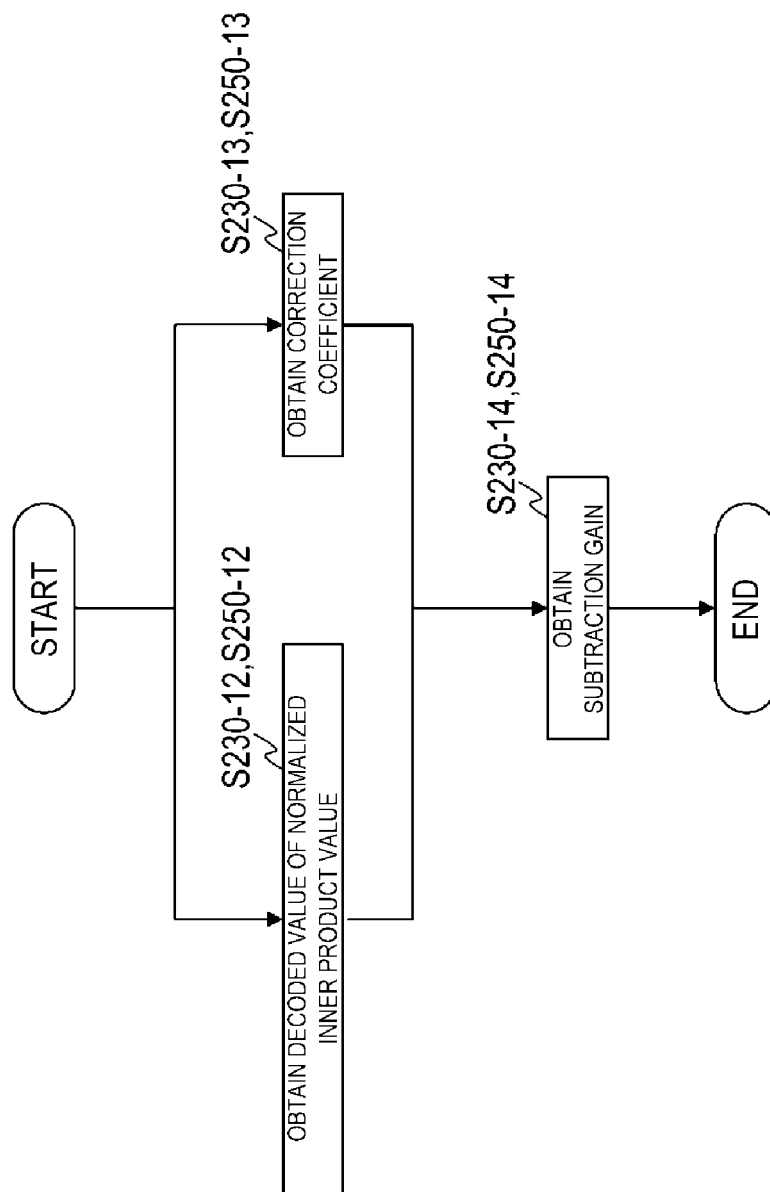 START
S230-12,S250-12
OBTAIN DECODED VALUE OF NORMALIZED
INNER PRODUCT VALUE
S230-13,S250-13
OBTAIN CORRECTION
COEFFICIENT
S230-14,S250-14
OBTAIN
SUBTRACTION GAIN
END